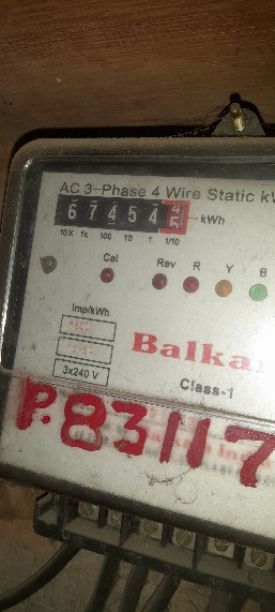 AC 3-Phase 4 Wire Static k
67454 kWh
10K 1k 100 10 1 1/10
Cal Rev R Y B
Imp/kWh
3x240 V
Balka
Class-1
P.83117